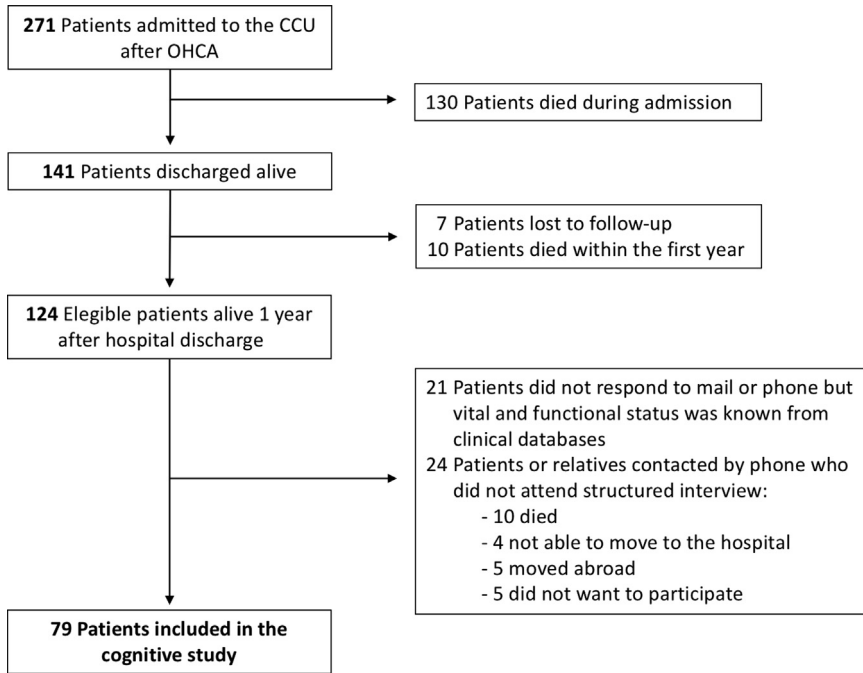 271 Patients admitted to the CCU
after OHCA
130 Patients died during admission
141 Patients discharged alive
7 Patients lost to follow-up
10 Patients died within the first year
124 Elegible patients alive 1 year
after hospital discharge
21 Patients did not respond to mail or phone but
vital and functional status was known from
clinical databases
24 Patients or relatives contacted by phone who
did not attend structured interview:
- 10 died
- 4 not able to move to the hospital
- 5 moved abroad
- 5 did not want to participate
79 Patients included in the
cognitive study